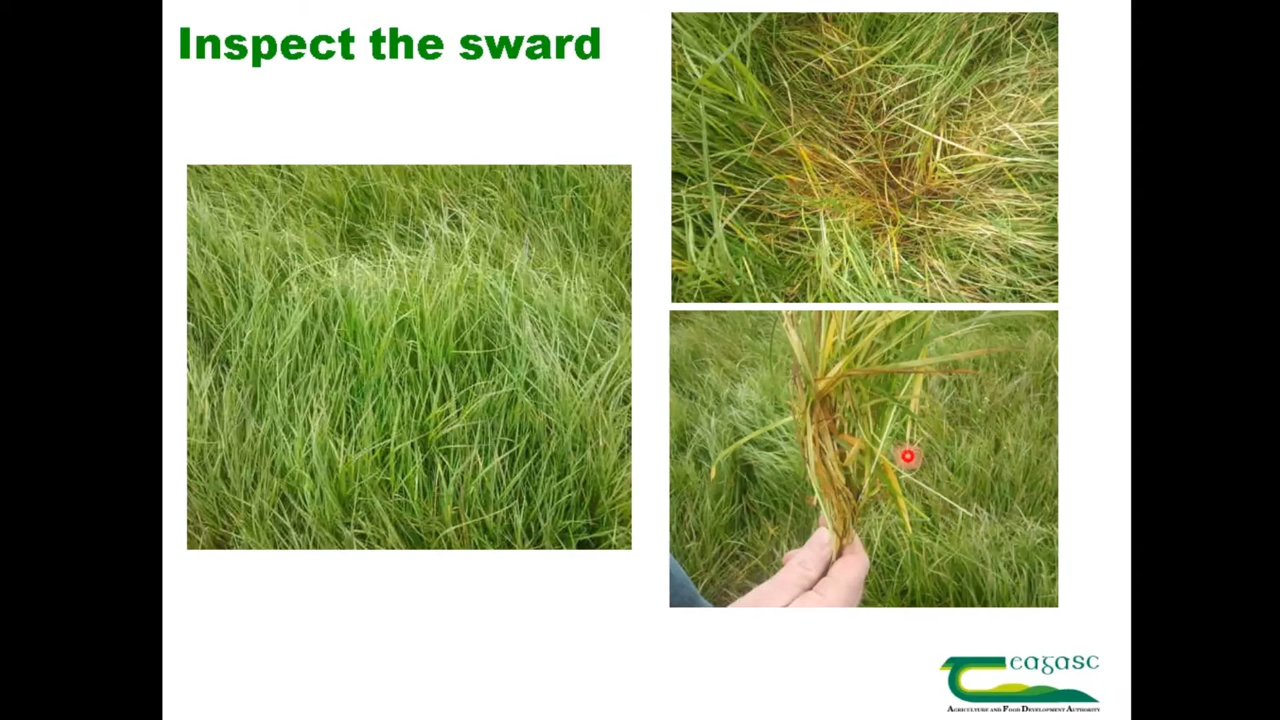 Inspect the sward
Teagasc
AGRICULTURE AND FOOD DEVELOPMENT AUTHORITY